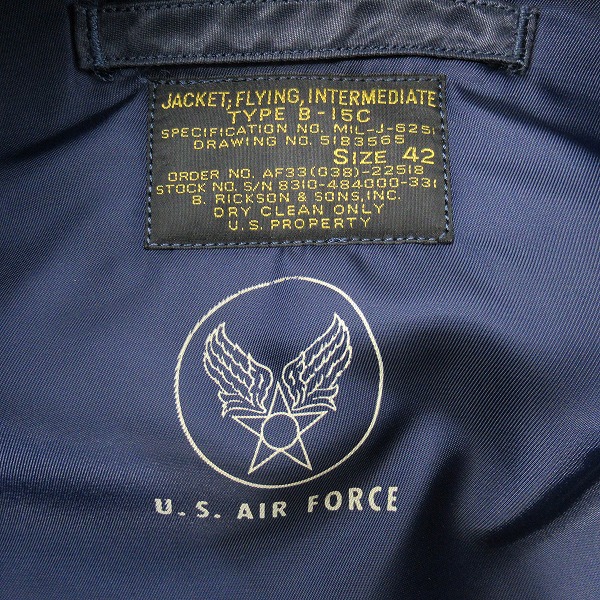 JACKET, FLYING, INTERMEDIATE
TYPE B-15C
SPECIFICATION NO. MIL-J-6251
DRAWING NO. 5183565
SIZE 42
ORDER NO. AF33(038)-22518
STOCK NO. S/N 8310-484000-331
B. RICKSON & SONS, INC.
DRY CLEAN ONLY
U.S. PROPERTY
U.S. AIR FORCE